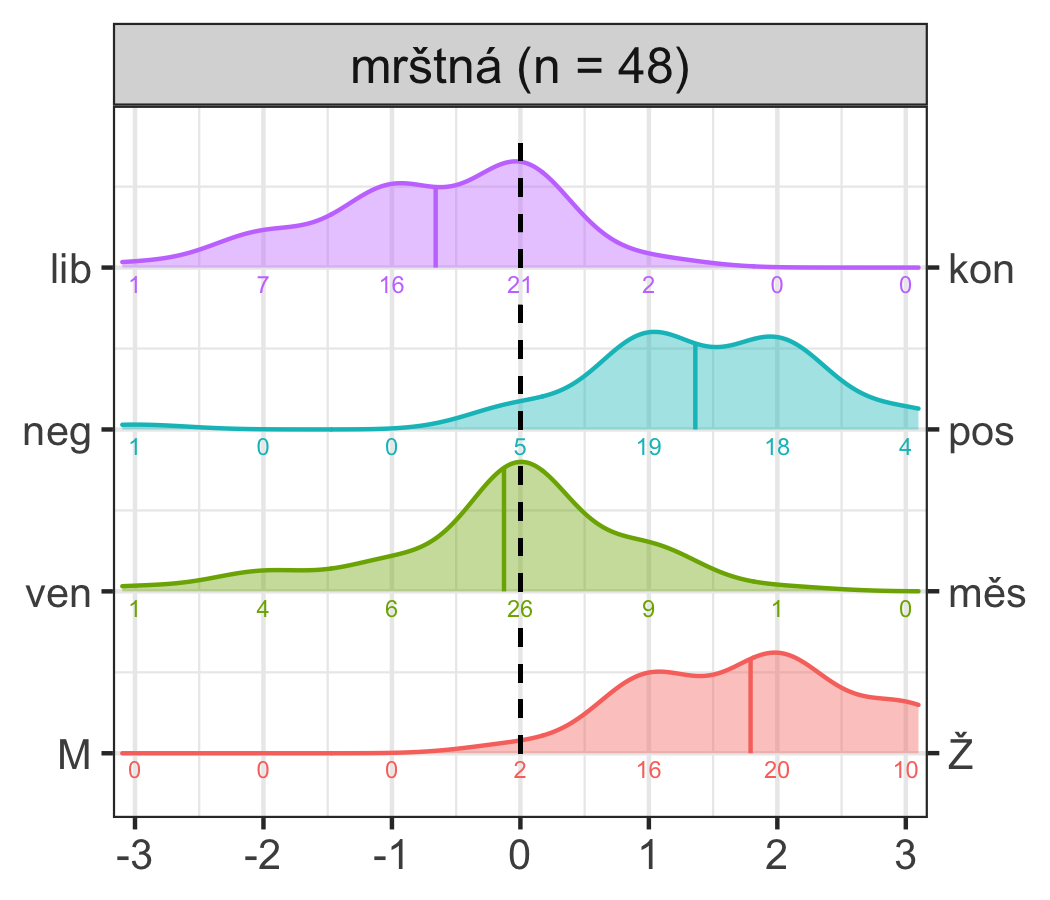 mrštná (n = 48)
lib kon
1 7 16 21 2 0 0
neg pos
1 0 0 5 19 18 4
ven měs
1 4 6 26 9 1 0
M Ž
0 0 0 2 16 20 10
-3 -2 -1 0 1 2 3